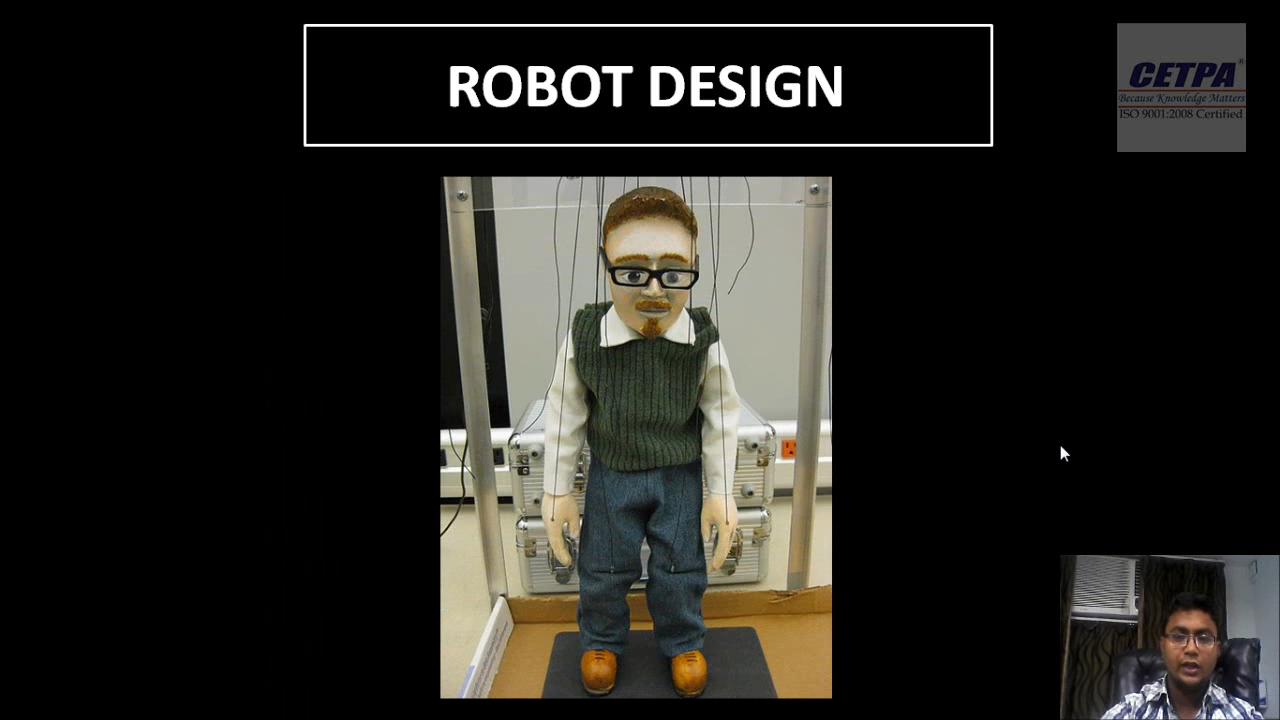 ROBOT DESIGN
CETPA®
Because Knowledge Matters
ISO 9001:2008 Certified